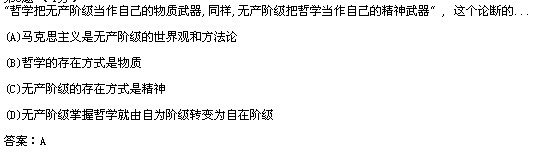 "哲学把无产阶级当作自己的物质武器,同样,无产阶级把哲学当作自己的精神武器", 这个论断的...
(A)马克思主义是无产阶级的世界观和方法论
(B)哲学的存在方式是物质
(C)无产阶级的存在方式是精神
(D)无产阶级掌握哲学就由自为阶级转变为自在阶级
答案：A